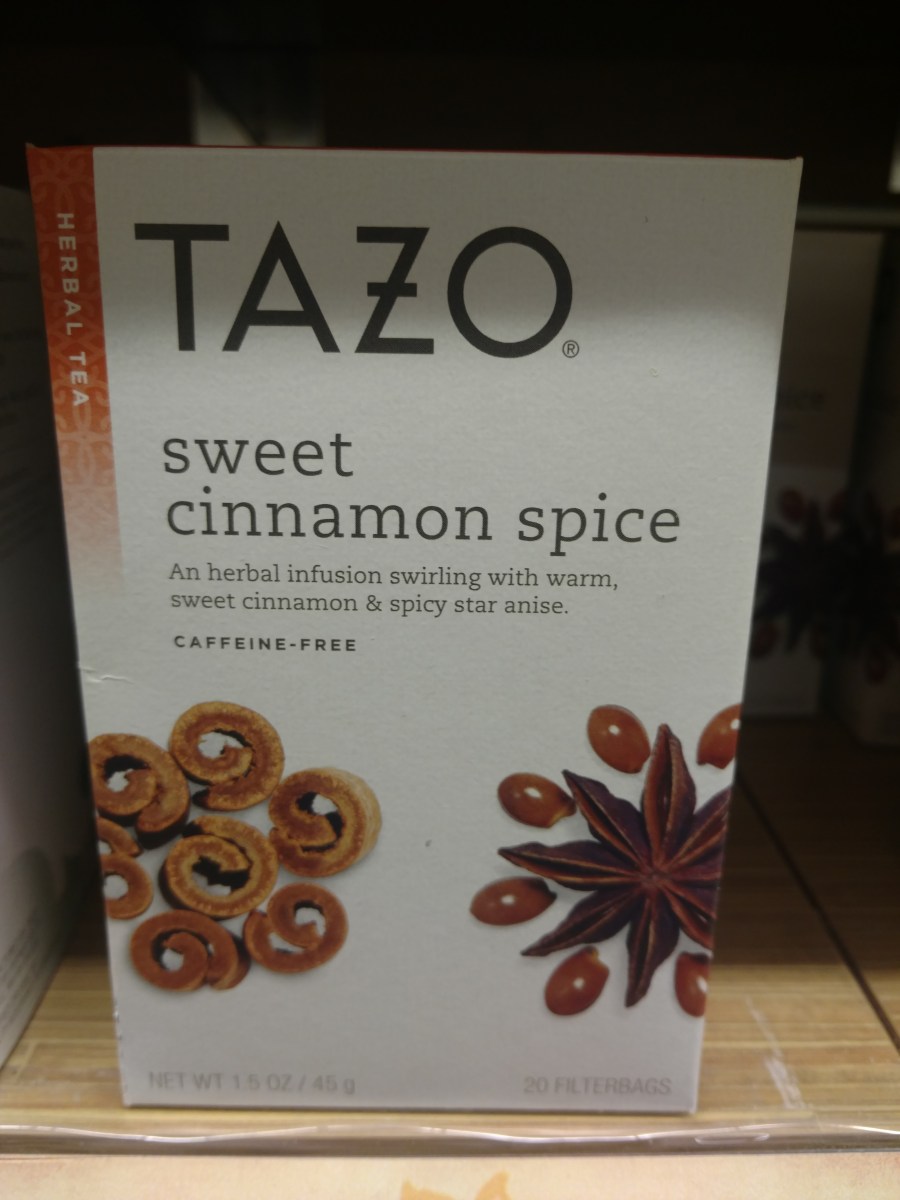 HERBAL TEA
TAZO®
sweet
cinnamon spice
An herbal infusion swirling with warm,
sweet cinnamon & spicy star anise.
CAFFEINE-FREE
NET WT 1.5 OZ / 45 g
20 FILTERBAGS